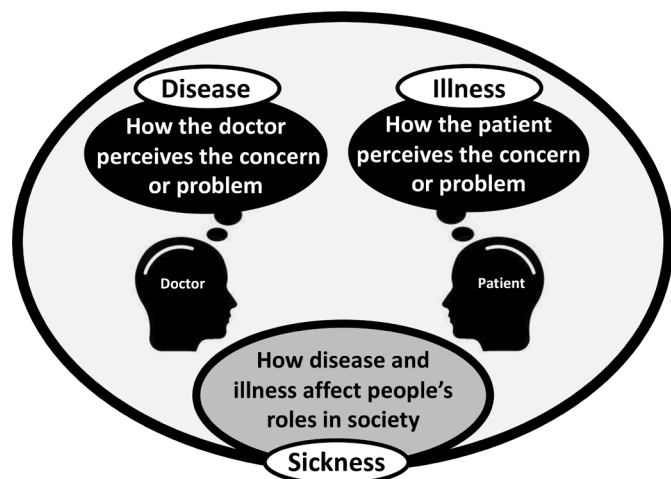 Disease
How the doctor
perceives the concern
or problem
Illness
How the patient
perceives the concern
or problem
Doctor
Patient
How disease and
illness affect people’s
roles in society
Sickness